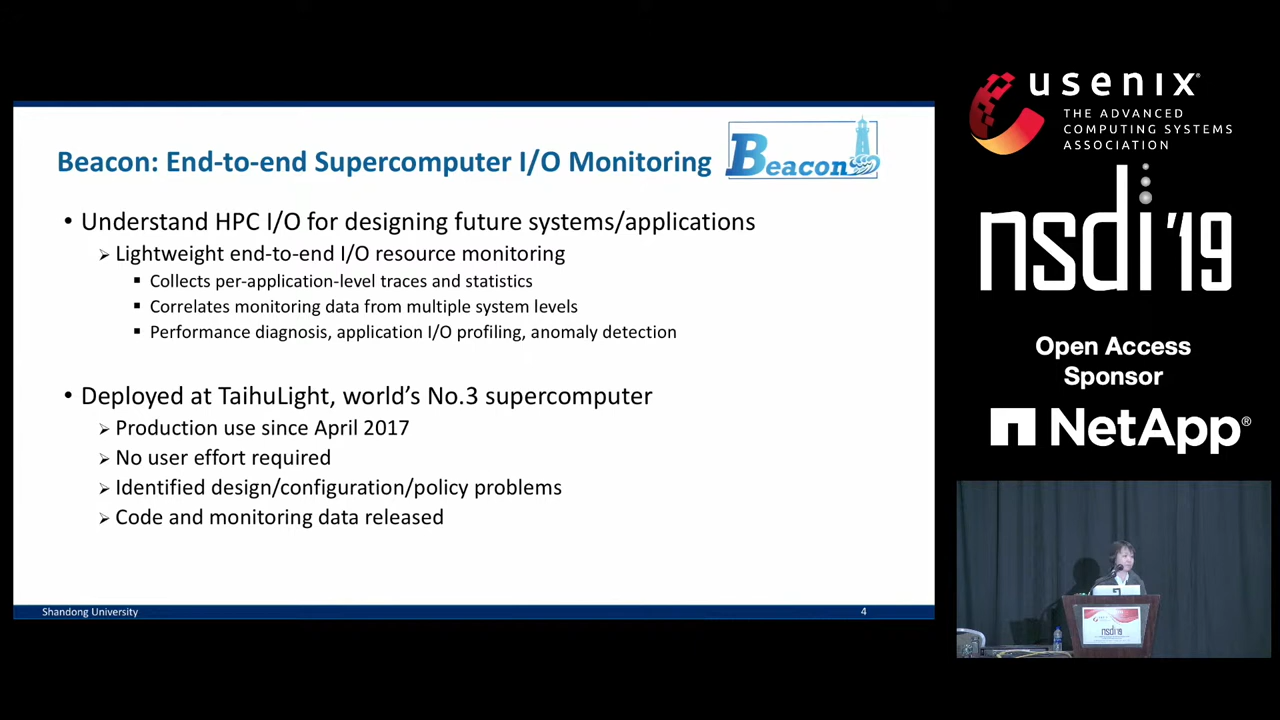 Beacon: End-to-end Supercomputer I/O Monitoring
Beacon
• Understand HPC I/O for designing future systems/applications
➢ Lightweight end-to-end I/O resource monitoring
▪ Collects per-application-level traces and statistics
▪ Correlates monitoring data from multiple system levels
▪ Performance diagnosis, application I/O profiling, anomaly detection
• Deployed at TaihuLight, world’s No.3 supercomputer
➢ Production use since April 2017
➢ No user effort required
➢ Identified design/configuration/policy problems
➢ Code and monitoring data released
Shandong University
4
usenix®
THE ADVANCED
COMPUTING SYSTEMS
ASSOCIATION
nsdi '19
Open Access
Sponsor
NetApp®
nsdi '19